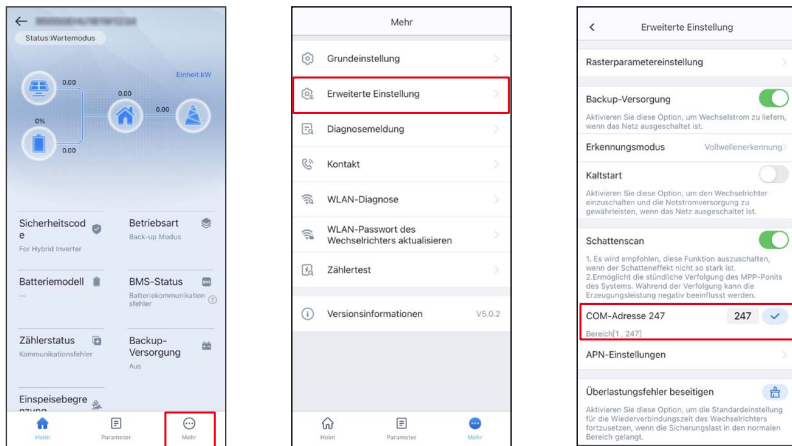 Status:Wartemodus
Einheit:kW
0.00
0.00
0.00
0%
0.00
Sicherheitscod
e
For Hybrid Inverter
Betriebsart
Back-up Modus
Batteriemodell
---
BMS-Status
Batteriekommunikation
sfehler
Zählerstatus
Kommunikationsfehler
Backup-
Versorgung
Aus
Einspeisebegre
nzung
Heim
Parameter
Mehr
Mehr
Grundeinstellung
Erweiterte Einstellung
Diagnosemeldung
Kontakt
WLAN-Diagnose
WLAN-Passwort des
Wechselrichters aktualisieren
Zählertest
Versionsinformationen V5.0.2
Heim
Parameter
Mehr
Erweiterte Einstellung
Rasterparametereinstellung
Backup-Versorgung
Aktivieren Sie diese Option, um Wechselstrom zu liefern,
wenn das Netz ausgeschaltet ist.
Erkennungsmodus Vollwellenerkennung
Kaltstart
Aktivieren Sie diese Option, um den Wechselrichter
einzuschalten und die Notstromversorgung zu
gewährleisten, wenn das Netz ausgeschaltet ist.
Schattenscan
1. Es wird empfohlen, diese Funktion auszuschalten,
wenn der Schatteneffekt nicht so stark ist.
2.Ermöglicht die stündliche Verfolgung des MPP-Ponits
des Systems. Während der Verfolgung kann die
Erzeugungsleistung negativ beeinflusst werden.
COM-Adresse 247 247
Bereich[1 , 247]
APN-Einstellungen
Überlastungsfehler beseitigen
Aktivieren Sie diese Option, um die Standardeinstellung
für die Wiederverbindungszeit des Wechselrichters
fortzusetzen, wenn die Sicherungslast in den normalen
Bereich gelangt.